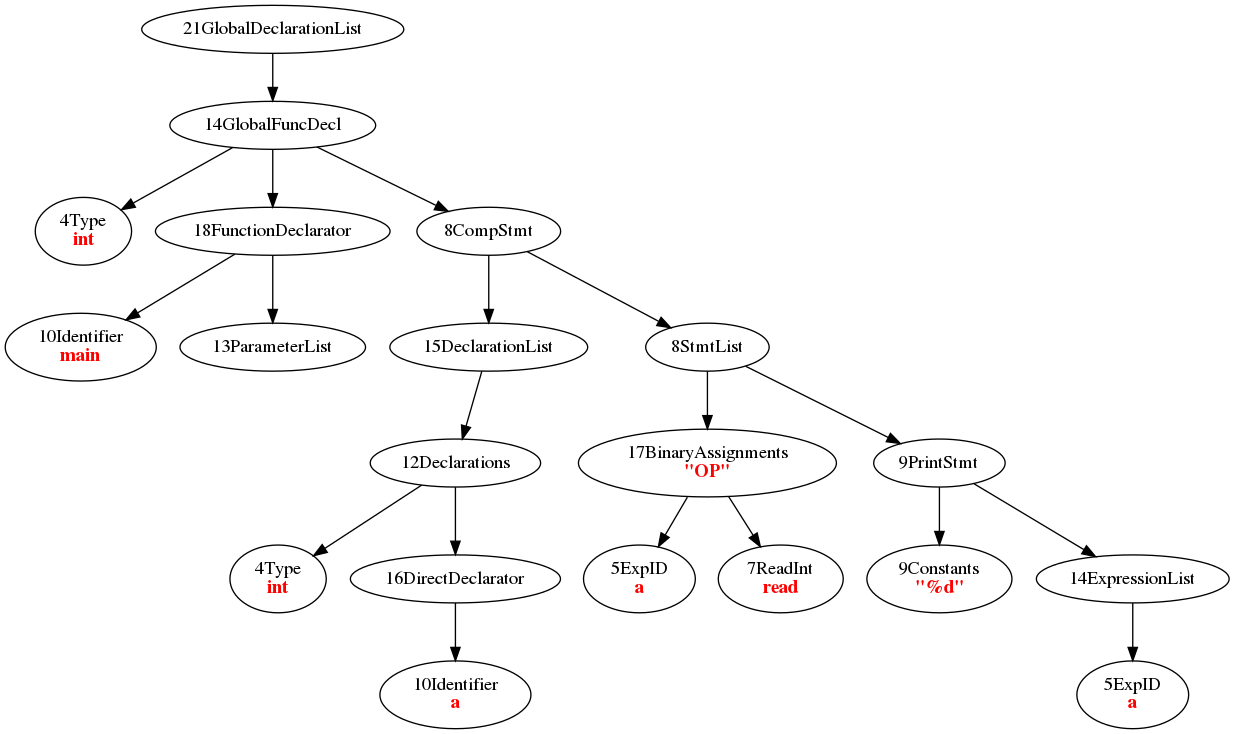 21GlobalDeclarationList
14GlobalFuncDecl
4Type
int
18FunctionDeclarator
8CompStmt
10Identifier
main
13ParameterList
15DeclarationList
8StmtList
12Declarations
17BinaryAssignments
"OP"
9PrintStmt
4Type
int
16DirectDeclarator
5ExpID
a
7ReadInt
read
9Constants
"%d"
14ExpressionList
10Identifier
a
5ExpID
a